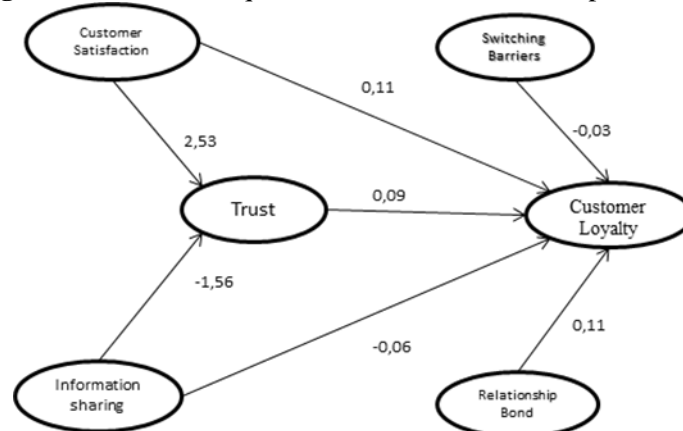 Customer
Satisfaction
Switching
Barriers
0,11
2,53
-0,03
Trust
0,09
Customer
Loyalty
-1,56
-0,06
0,11
Information
sharing
Relationship
Bond